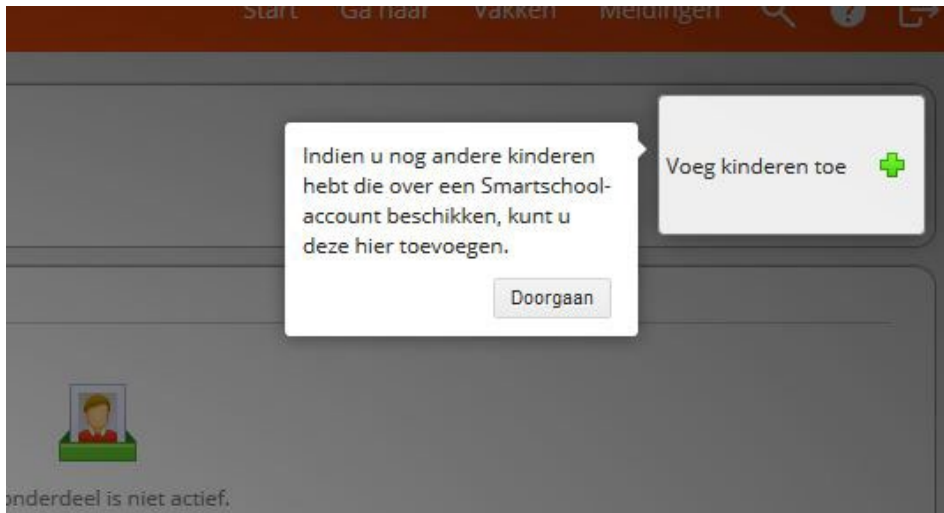 Start Ga naar Vakken Meldingen
Voeg kinderen toe
Indien u nog andere kinderen
hebt die over een Smartschool-
account beschikken, kunt u
deze hier toevoegen.
Doorgaan
onderdeel is niet actief.